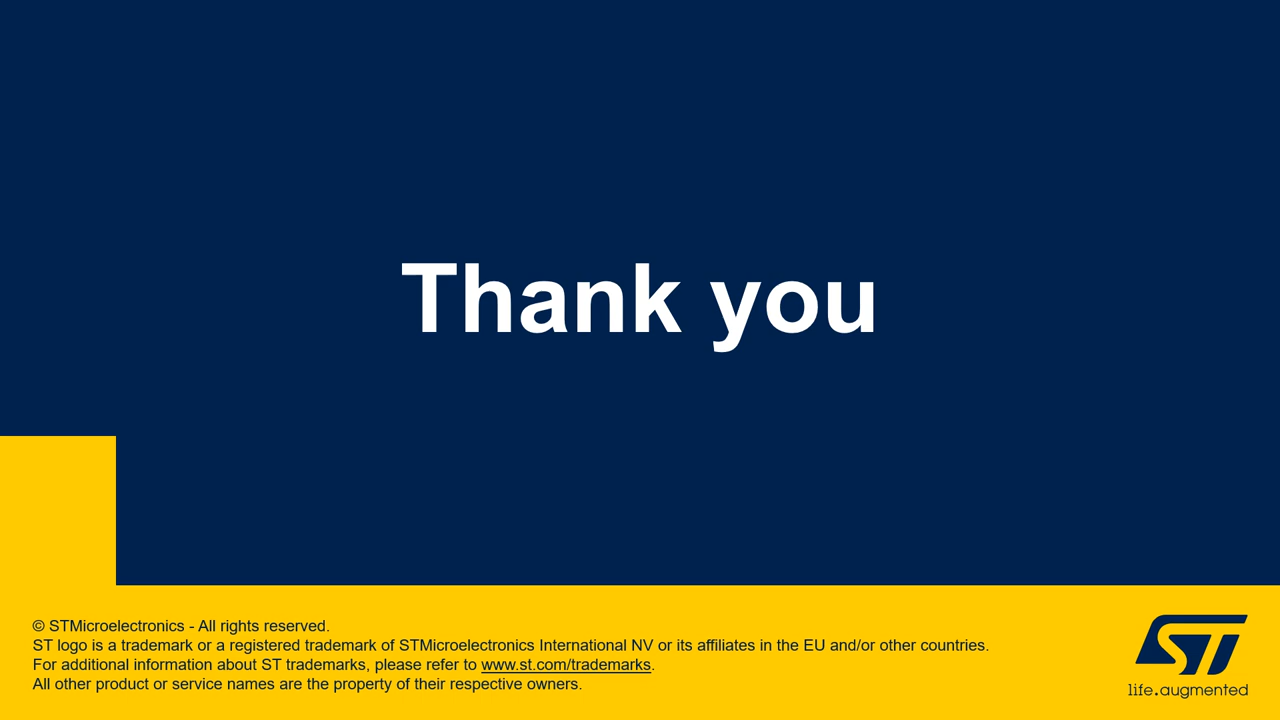 Thank you
© STMicroelectronics - All rights reserved.
ST logo is a trademark or a registered trademark of STMicroelectronics International NV or its affiliates in the EU and/or other countries.
For additional information about ST trademarks, please refer to www.st.com/trademarks.
All other product or service names are the property of their respective owners.
ST
life.augmented